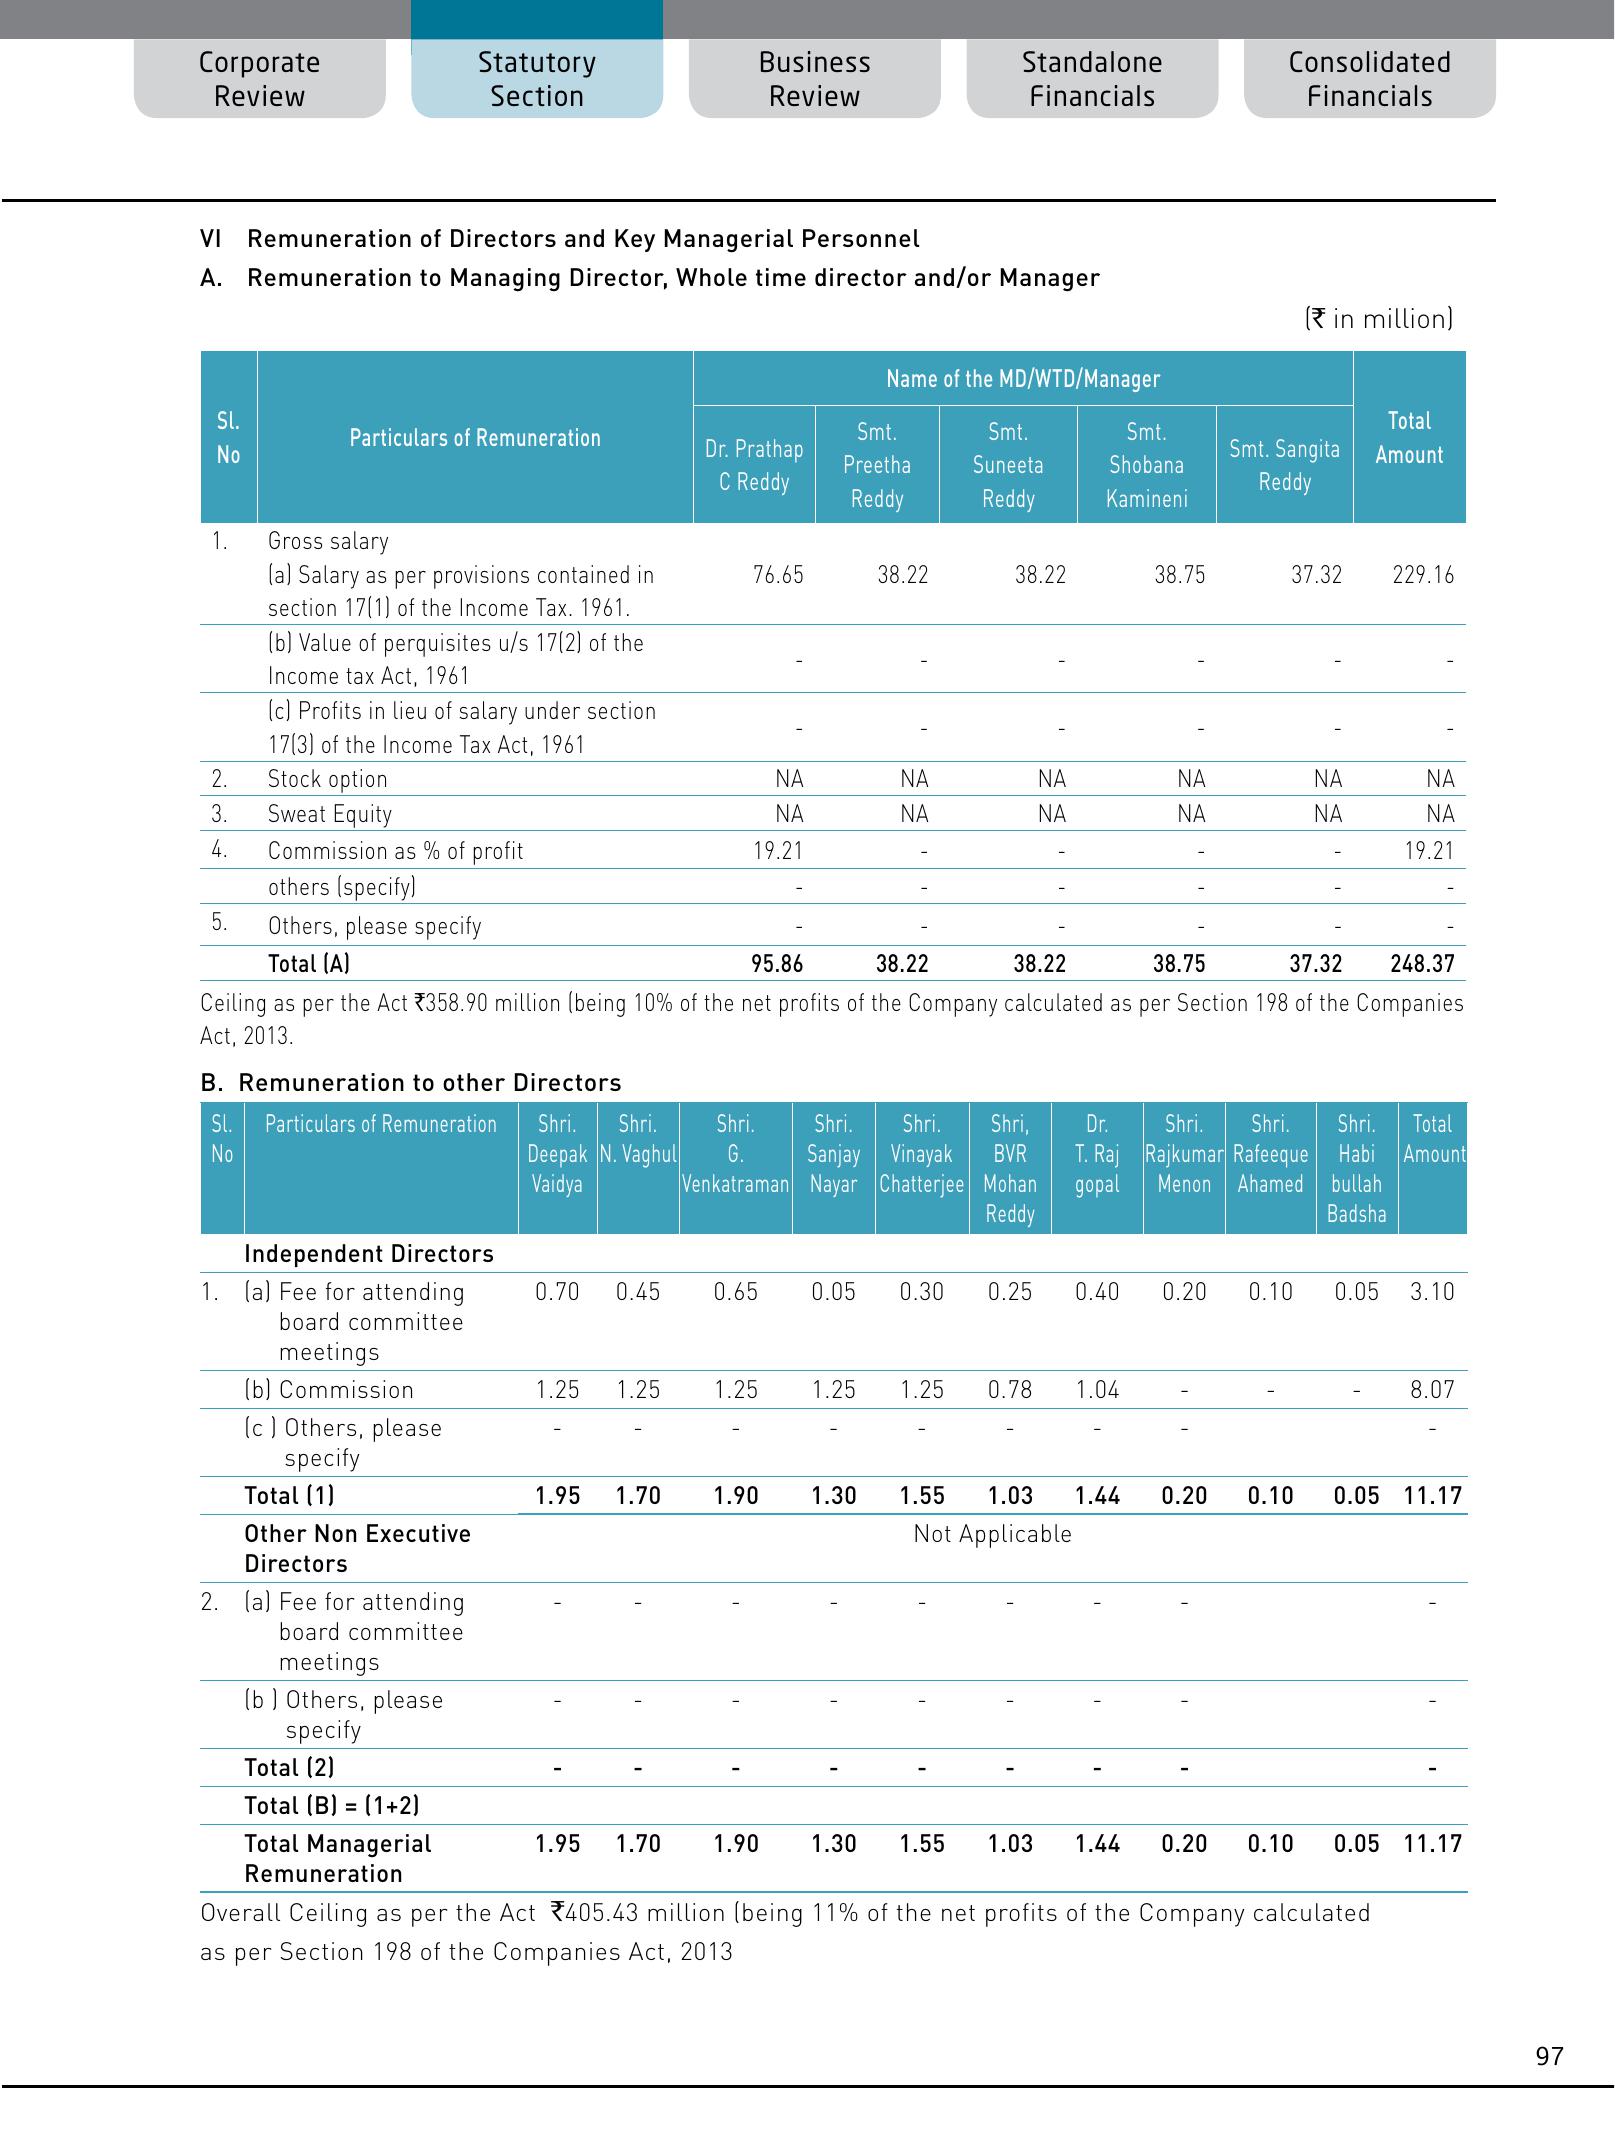 Corporate Review
Statutory Section
Business Review
Standalone Financials
Consolidated Financials
VI Remuneration of Directors and Key Managerial Personnel
A. Remuneration to Managing Director, Whole time director and/or Manager
(₹ in million)
Sl. No
Particulars of Remuneration
Name of the MD/WTD/Manager
Total Amount
Dr. Prathap C Reddy
Smt. Preetha Reddy
Smt. Suneeta Reddy
Smt. Shobana Kamineni
Smt. Sangita Reddy
1. Gross salary
(a) Salary as per provisions contained in 76.65 38.22 38.22 38.75 37.32 229.16
section 17(1) of the Income Tax. 1961.
(b) Value of perquisites u/s 17(2) of the
Income tax Act, 1961 - - - - - -
(c) Profits in lieu of salary under section
17(3) of the Income Tax Act, 1961 - - - - - -
2. Stock option NA NA NA NA NA NA
3. Sweat Equity NA NA NA NA NA NA
4. Commission as % of profit 19.21 - - - - 19.21
others (specify) - - - - - -
5. Others, please specify - - - - - -
Total (A) 95.86 38.22 38.22 38.75 37.32 248.37
Ceiling as per the Act ₹358.90 million (being 10% of the net profits of the Company calculated as per Section 198 of the Companies
Act, 2013.
B. Remuneration to other Directors
Sl. No
Particulars of Remuneration
Shri. Deepak Vaidya
Shri. N. Vaghul
Shri. G. Venkatraman
Shri. Sanjay Nayar
Shri. Vinayak Chatterjee
Shri, BVR Mohan Reddy
Dr. T. Raj gopal
Shri. Rajkumar Menon
Shri. Rafeeque Ahamed
Shri. Habi bullah Badsha
Total Amount
Independent Directors
1. (a) Fee for attending 0.70 0.45 0.65 0.05 0.30 0.25 0.40 0.20 0.10 0.05 3.10
board committee
meetings
(b) Commission 1.25 1.25 1.25 1.25 1.25 0.78 1.04 - - - 8.07
(c ) Others, please - - - - - - - - -
specify
Total (1) 1.95 1.70 1.90 1.30 1.55 1.03 1.44 0.20 0.10 0.05 11.17
Other Non Executive Not Applicable
Directors
2. (a) Fee for attending - - - - - - - - -
board committee
meetings
(b ) Others, please - - - - - - - - -
specify
Total (2) - - - - - - - - -
Total (B) = (1+2)
Total Managerial 1.95 1.70 1.90 1.30 1.55 1.03 1.44 0.20 0.10 0.05 11.17
Remuneration
Overall Ceiling as per the Act ₹405.43 million (being 11% of the net profits of the Company calculated
as per Section 198 of the Companies Act, 2013
97